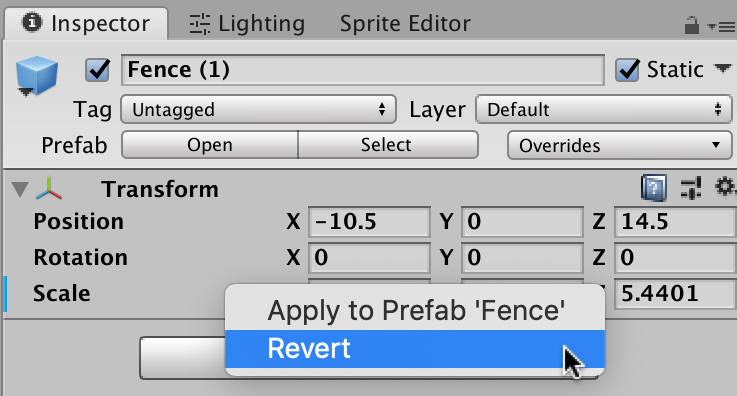 Inspector Lighting Sprite Editor
Fence (1) Static
Tag Untagged Layer Default
Prefab Open Select Overrides
Transform
Position X -10.5 Y 0 Z 14.5
Rotation X 0 Y 0 Z 0
Scale 5.4401
Apply to Prefab 'Fence'
Revert